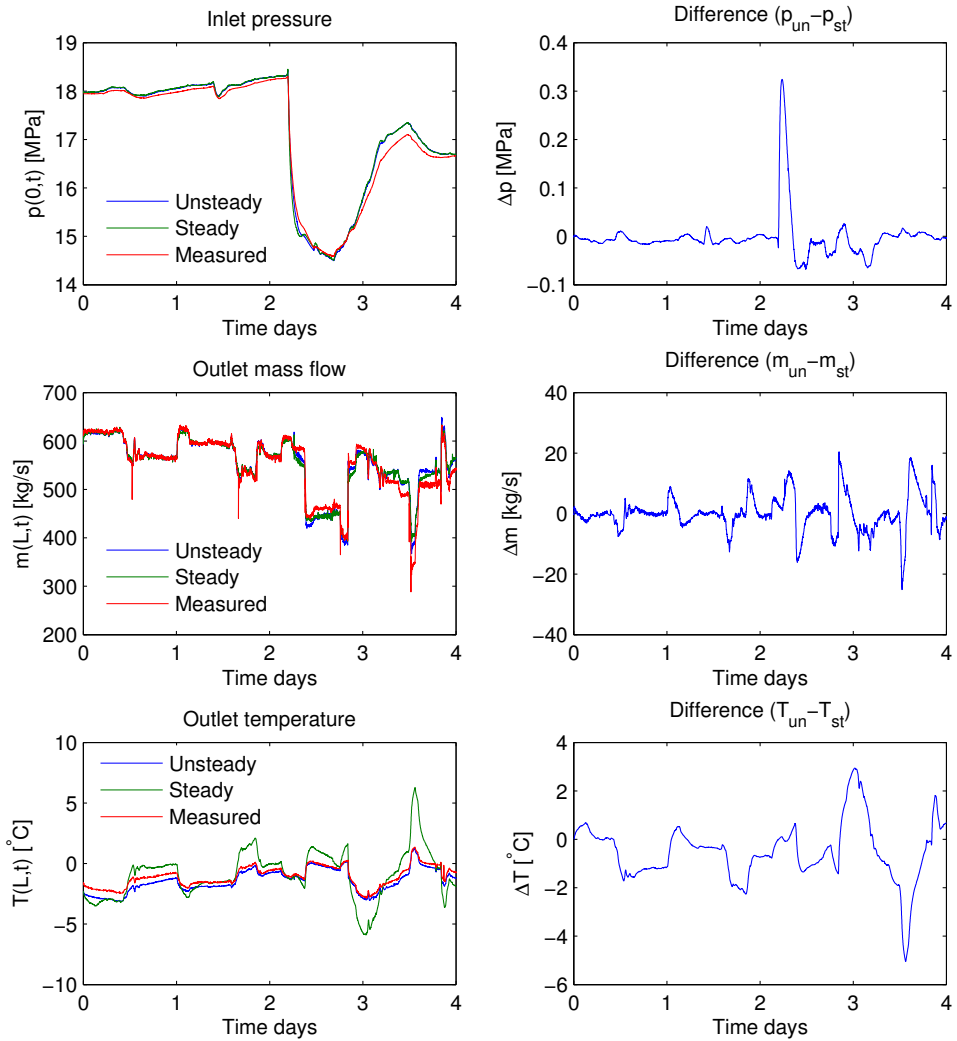 Inlet pressure
19
18
17
16
15
14
p(0,t) [MPa]
Unsteady
Steady
Measured
0 1 2 3 4
Time days
Difference (p_un−p_st)
0.4
0.3
0.2
0.1
0
−0.1
Δp [MPa]
0 1 2 3 4
Time days
Outlet mass flow
700
600
500
400
300
200
m(L,t) [kg/s]
Unsteady
Steady
Measured
0 1 2 3 4
Time days
Difference (m_un−m_st)
40
20
0
−20
−40
Δm [kg/s]
0 1 2 3 4
Time days
Outlet temperature
10
5
0
−5
−10
T(L,t) [°C]
Unsteady
Steady
Measured
0 1 2 3 4
Time days
Difference (T_un−T_st)
4
2
0
−2
−4
−6
ΔT [°C]
0 1 2 3 4
Time days